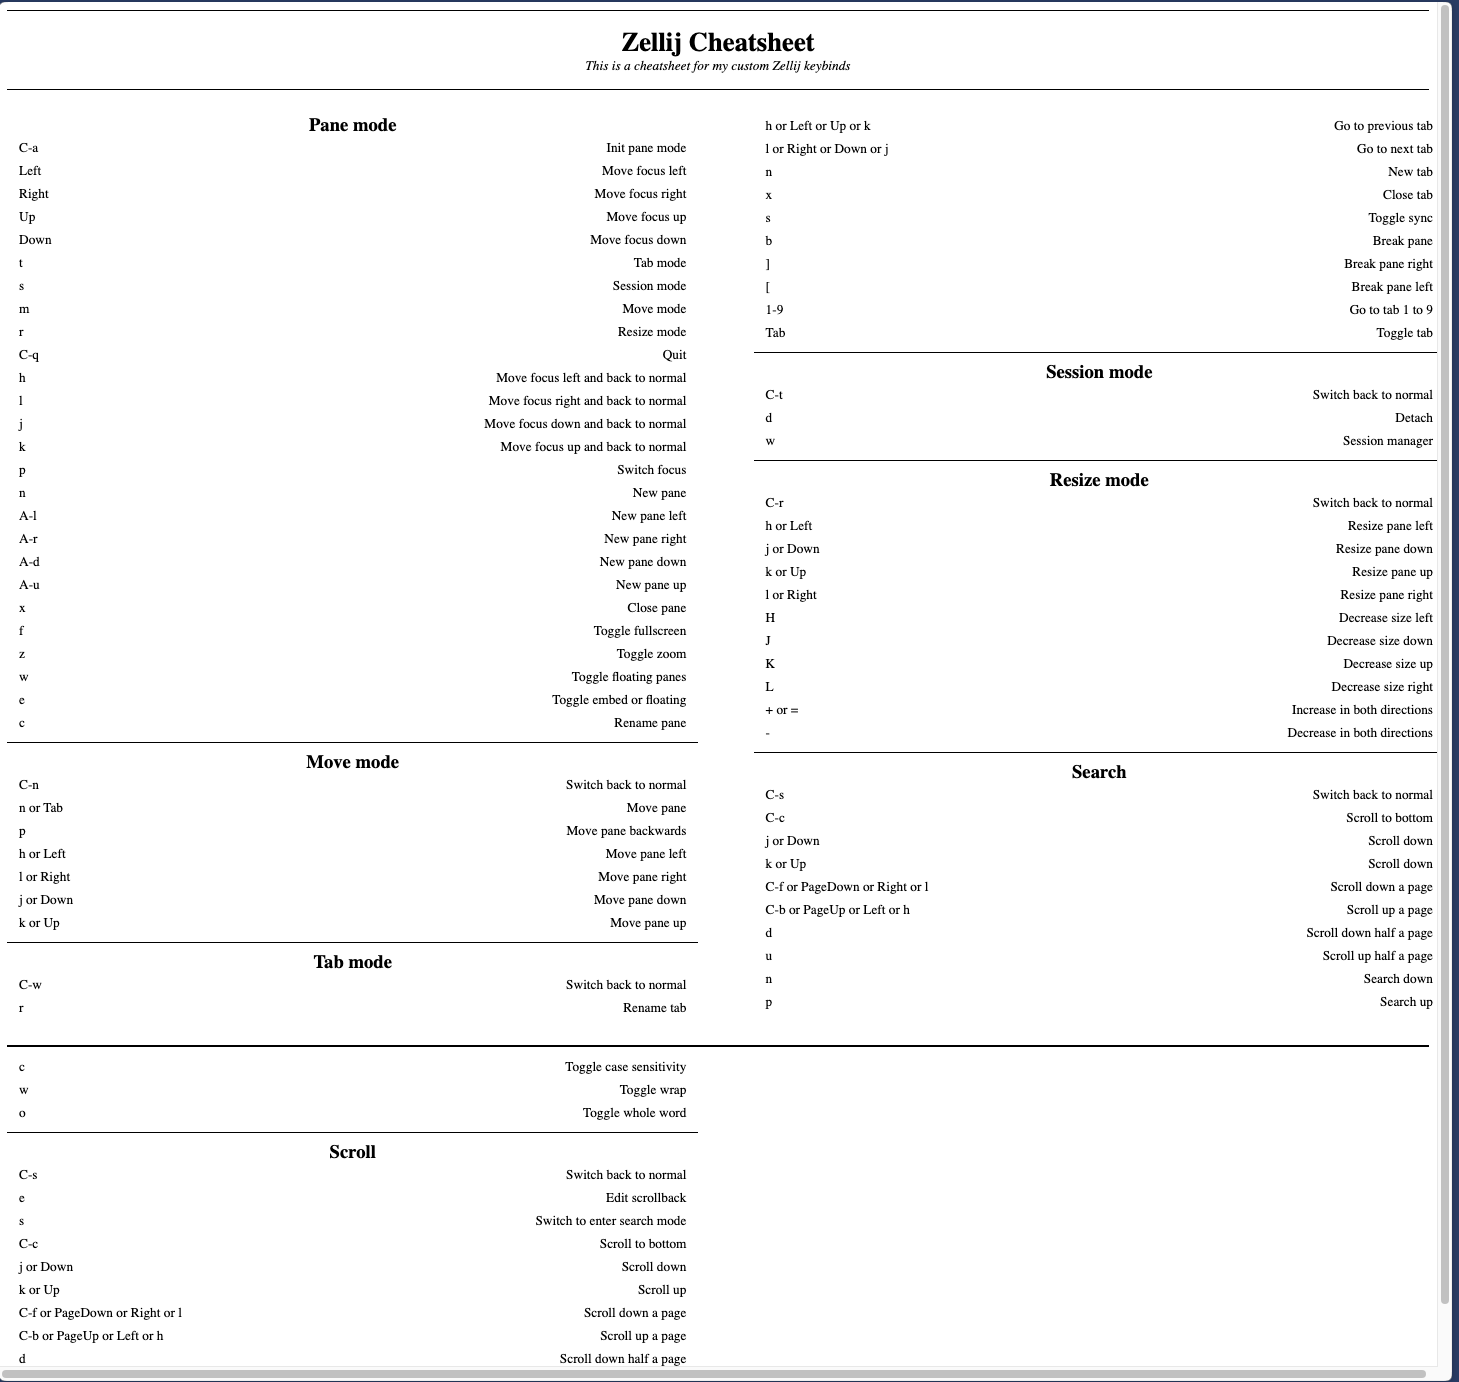 Zellij Cheatsheet
This is a cheatsheet for my custom Zellij keybinds
Pane mode
C-a Init pane mode
Left Move focus left
Right Move focus right
Up Move focus up
Down Move focus down
t Tab mode
s Session mode
m Move mode
r Resize mode
C-q Quit
h Move focus left and back to normal
l Move focus right and back to normal
j Move focus down and back to normal
k Move focus up and back to normal
p Switch focus
n New pane
A-l New pane left
A-r New pane right
A-d New pane down
A-u New pane up
x Close pane
f Toggle fullscreen
z Toggle zoom
w Toggle floating panes
e Toggle embed or floating
c Rename pane
Move mode
C-n Switch back to normal
n or Tab Move pane
p Move pane backwards
h or Left Move pane left
l or Right Move pane right
j or Down Move pane down
k or Up Move pane up
Tab mode
C-w Switch back to normal
r Rename tab
h or Left or Up or k Go to previous tab
l or Right or Down or j Go to next tab
n New tab
x Close tab
s Toggle sync
b Break pane
] Break pane right
[ Break pane left
1-9 Go to tab 1 to 9
Tab Toggle tab
Session mode
C-t Switch back to normal
d Detach
w Session manager
Resize mode
C-r Switch back to normal
h or Left Resize pane left
j or Down Resize pane down
k or Up Resize pane up
l or Right Resize pane right
H Decrease size left
J Decrease size down
K Decrease size up
L Decrease size right
+ or = Increase in both directions
- Decrease in both directions
Search
C-s Switch back to normal
C-c Scroll to bottom
j or Down Scroll down
k or Up Scroll down
C-f or PageDown or Right or l Scroll down a page
C-b or PageUp or Left or h Scroll up a page
d Scroll down half a page
u Scroll up half a page
n Search down
p Search up
c Toggle case sensitivity
w Toggle wrap
o Toggle whole word
Scroll
C-s Switch back to normal
e Edit scrollback
s Switch to enter search mode
C-c Scroll to bottom
j or Down Scroll down
k or Up Scroll up
C-f or PageDown or Right or l Scroll down a page
C-b or PageUp or Left or h Scroll up a page
d Scroll down half a page